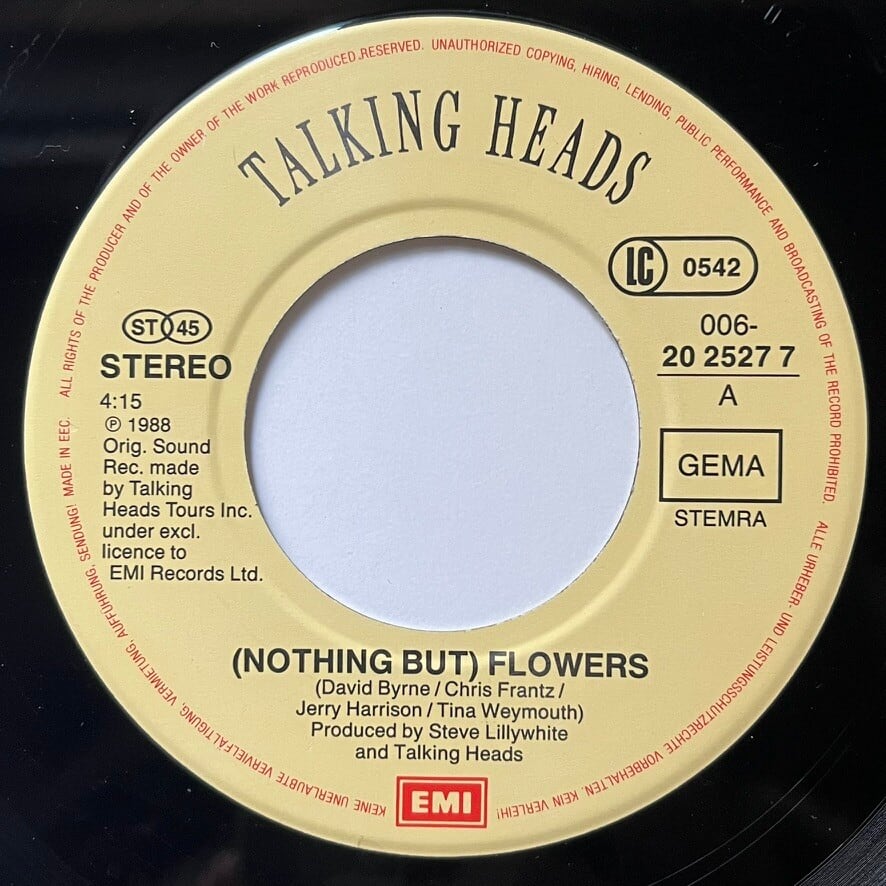 TALKING HEADS
LC 0542
006-
20 2527 7
A
GEMA
STEMRA
ST 45
STEREO
4:15
℗ 1988
Orig. Sound
Rec. made
by Talking
Heads Tours Inc.
under excl.
licence to
EMI Records Ltd.
(NOTHING BUT) FLOWERS
(David Byrne / Chris Frantz /
Jerry Harrison / Tina Weymouth)
Produced by Steve Lillywhite
and Talking Heads
EMI
ALL RIGHTS OF THE PRODUCER AND OF THE OWNER OF THE WORK REPRODUCED RESERVED. UNAUTHORIZED COPYING, HIRING, LENDING, PUBLIC PERFORMANCE AND BROADCASTING OF THE RECORD PROHIBITED. ALLE URHEBER- UND LEISTUNGSSCHUTZRECHTE VORBEHALTEN. KEIN VERLEIH! KEINE UNERLAUBTE VERVIELFÄLTIGUNG, VERMIETUNG, AUFFÜHRUNG, SENDUNG! MADE IN EEC.